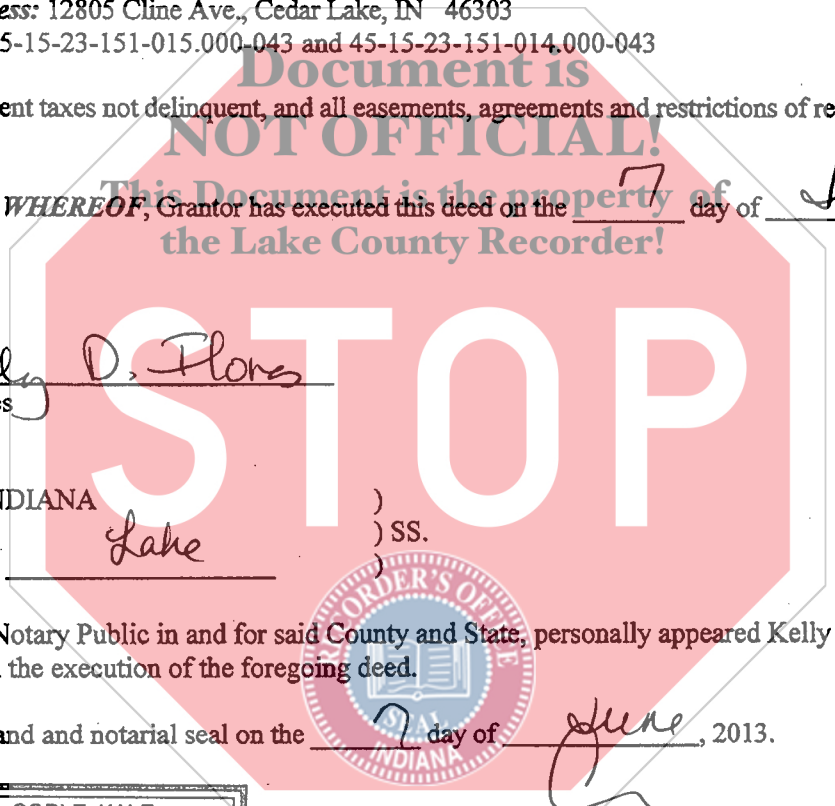 ess: 12805 Cline Ave., Cedar Lake, IN 46303
5-15-23-151-015.000-043 and 45-15-23-151-014.000-043
Document is
ent taxes not delinquent, and all easements, agreements and restrictions of re
NOT OFFICIAL!
This Document is the property of
WHEREOF, Grantor has executed this deed on the 7 day of
the Lake County Recorder!
STOP
ly D. Flores
es
NDIANA )
Lake ) SS.
)
RECORDER'S OFFICE
Notary Public in and for said County and State, personally appeared Kelly
the execution of the foregoing deed.
SEAL
and and notarial seal on the 7 day of June, 2013.
INDIANA